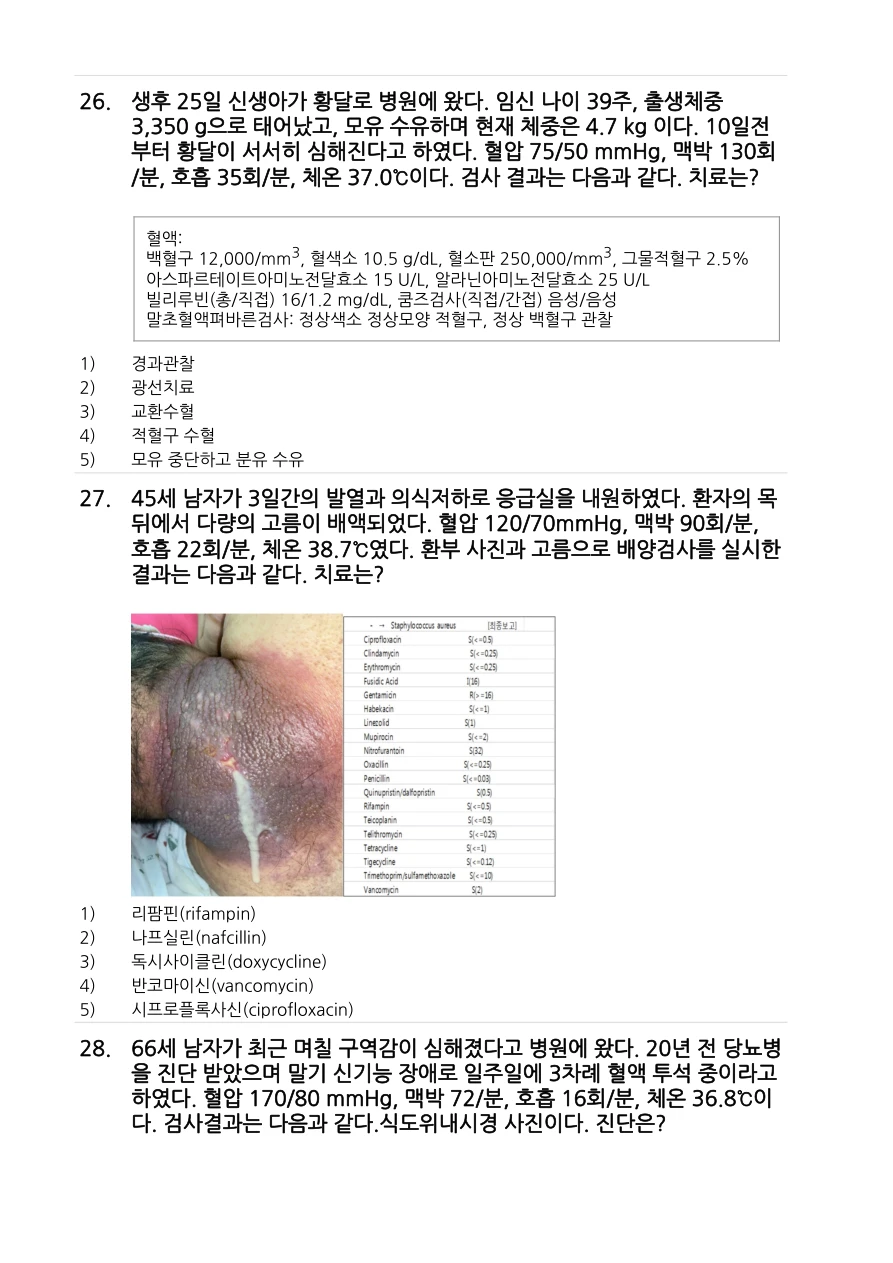 26. 생후 25일 신생아가 황달로 병원에 왔다. 임신 나이 39주, 출생체중
3,350 g으로 태어났고, 모유 수유하며 현재 체중은 4.7 kg 이다. 10일전
부터 황달이 서서히 심해진다고 하였다. 혈압 75/50 mmHg, 맥박 130회
/분, 호흡 35회/분, 체온 37.0℃이다. 검사 결과는 다음과 같다. 치료는?
혈액:
백혈구 12,000/mm3, 혈색소 10.5 g/dL, 혈소판 250,000/mm3, 그물적혈구 2.5%
아스파르테이트아미노전달효소 15 U/L, 알라닌아미노전달효소 25 U/L
빌리루빈(총/직접) 16/1.2 mg/dL, 쿰즈검사(직접/간접) 음성/음성
말초혈액펴바른검사: 정상색소 정상모양 적혈구, 정상 백혈구 관찰
1) 경과관찰
2) 광선치료
3) 교환수혈
4) 적혈구 수혈
5) 모유 중단하고 분유 수유
27. 45세 남자가 3일간의 발열과 의식저하로 응급실을 내원하였다. 환자의 목
뒤에서 다량의 고름이 배액되었다. 혈압 120/70mmHg, 맥박 90회/분,
호흡 22회/분, 체온 38.7℃였다. 환부 사진과 고름으로 배양검사를 실시한
결과는 다음과 같다. 치료는?
- → Staphylococcus aureus [최종보고]
Ciprofloxacin S(<=0.5)
Clindamycin S(<=0.25)
Erythromycin S(<=0.25)
Fusidic Acid I(16)
Gentamicin R(>=16)
Habekacin S(<=1)
Linezolid S(1)
Mupirocin S(<=2)
Nitrofurantoin S(32)
Oxacillin S(<=0.25)
Penicillin S(<=0.03)
Quinupristin/dalfopristin S(0.5)
Rifampin S(<=0.5)
Teicoplanin S(<=0.5)
Telithromycin S(<=0.25)
Tetracycline S(<=1)
Tigecycline S(<=0.12)
Trimethoprim/sulfamethoxazole S(<=10)
Vancomycin S(2)
1) 리팜핀(rifampin)
2) 나프실린(nafcillin)
3) 독시사이클린(doxycycline)
4) 반코마이신(vancomycin)
5) 시프로플록사신(ciprofloxacin)
28. 66세 남자가 최근 며칠 구역감이 심해졌다고 병원에 왔다. 20년 전 당뇨병
을 진단 받았으며 말기 신기능 장애로 일주일에 3차례 혈액 투석 중이라고
하였다. 혈압 170/80 mmHg, 맥박 72/분, 호흡 16회/분, 체온 36.8℃이
다. 검사결과는 다음과 같다.식도위내시경 사진이다. 진단은?